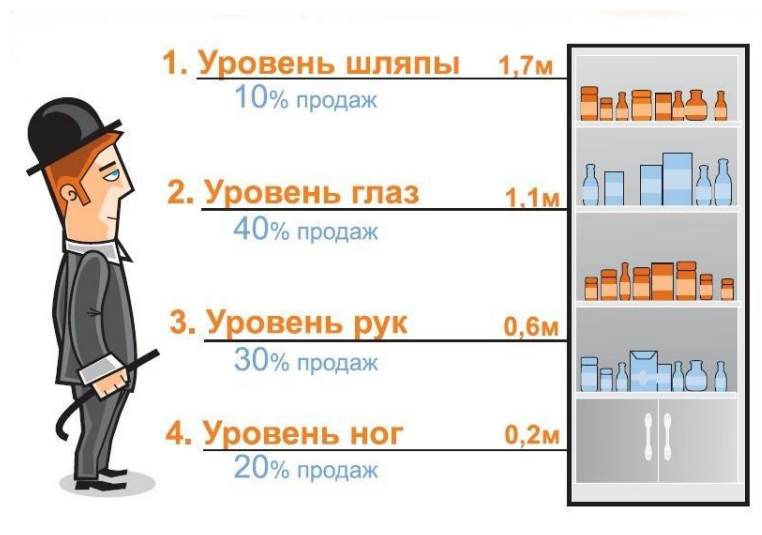 1. Уровень шляпы 1,7м
10% продаж
2. Уровень глаз 1,1м
40% продаж
3. Уровень рук 0,6м
30% продаж
4. Уровень ног 0,2м
20% продаж